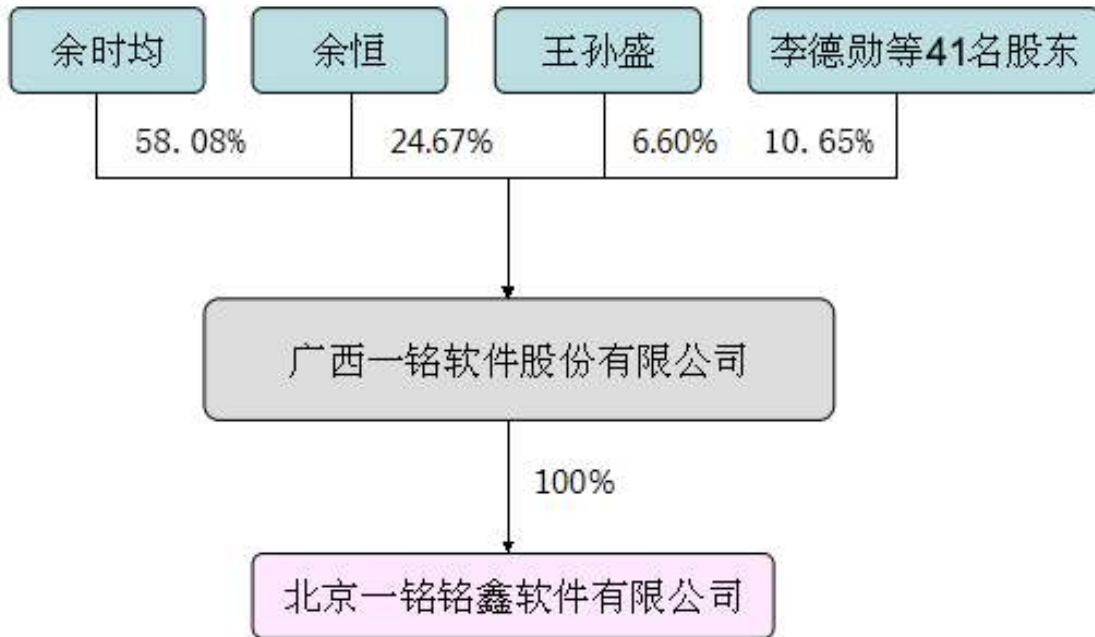 余时均
余恒
王孙盛
李德勋等41名股东
58.08%
24.67%
6.60%
10.65%
广西一铭软件股份有限公司
100%
北京一铭铭鑫软件有限公司